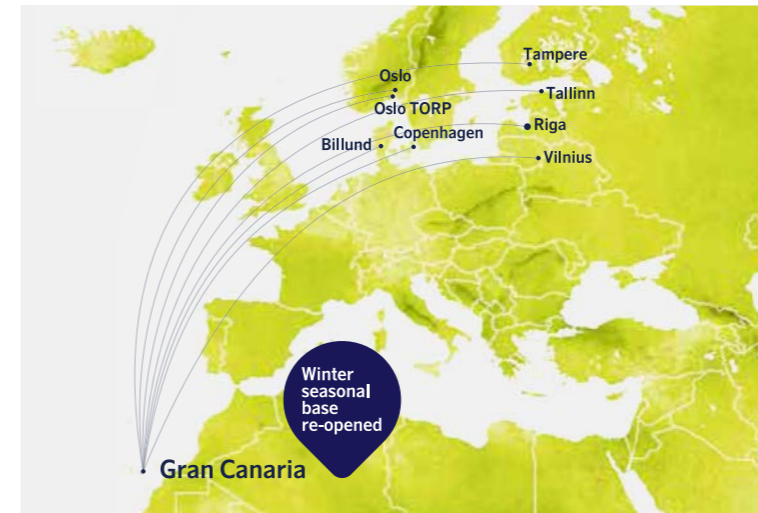 Tampere
Oslo
Tallinn
Oslo TORP
Riga
Copenhagen
Billund
Vilnius
Winter
seasonal
base
re-opened
Gran Canaria